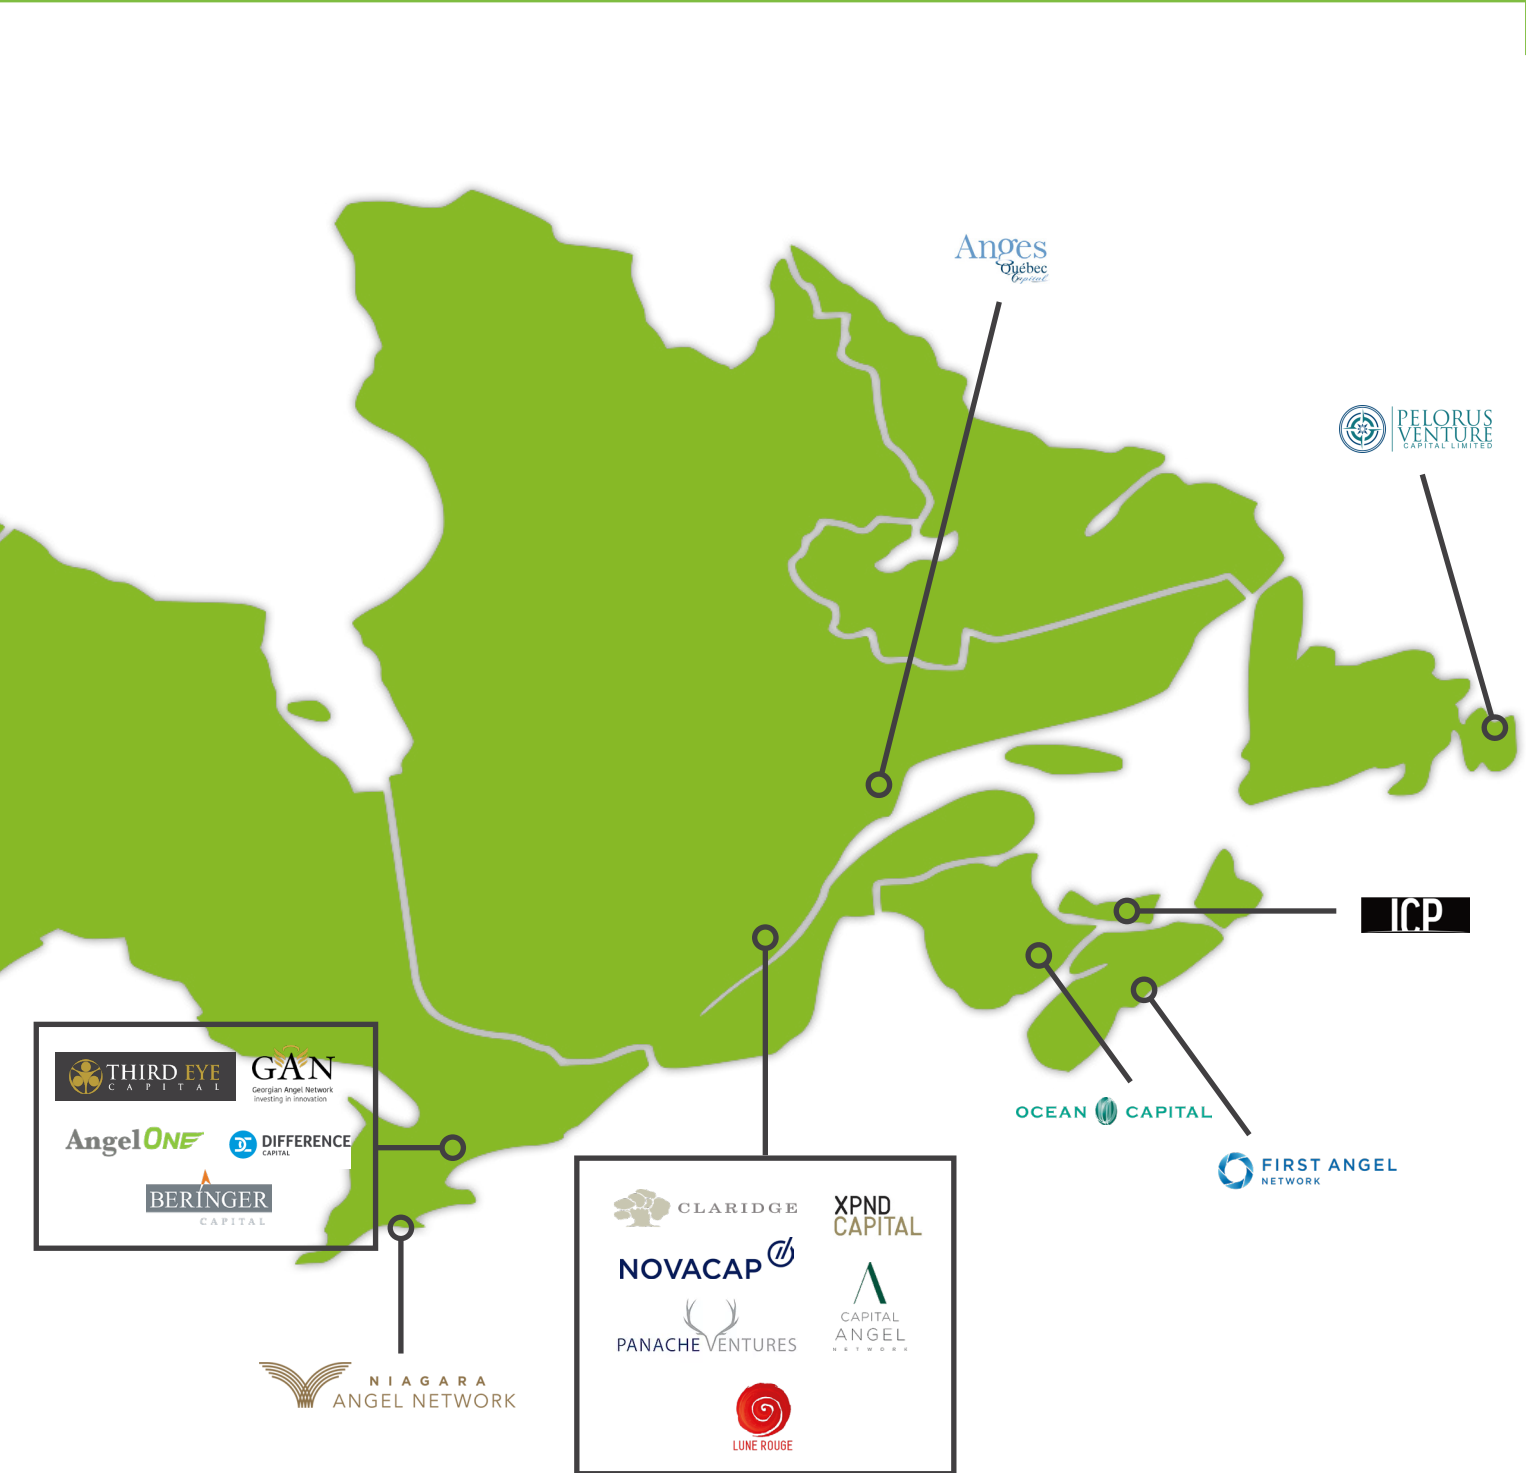 Anges
Québec
Capital
PELORUS
VENTURE
CAPITAL LIMITED
ICP
THIRD EYE
CAPITAL
GAN
Georgian Angel Network
investing in innovation
AngelONE
DIFFERENCE
CAPITAL
BERINGER
CAPITAL
OCEAN CAPITAL
FIRST ANGEL
NETWORK
CLARIDGE
XPND
CAPITAL
NOVACAP
PANACHE VENTURES
CAPITAL
ANGEL
NETWORK
NIAGARA
ANGEL NETWORK
LUNE ROUGE